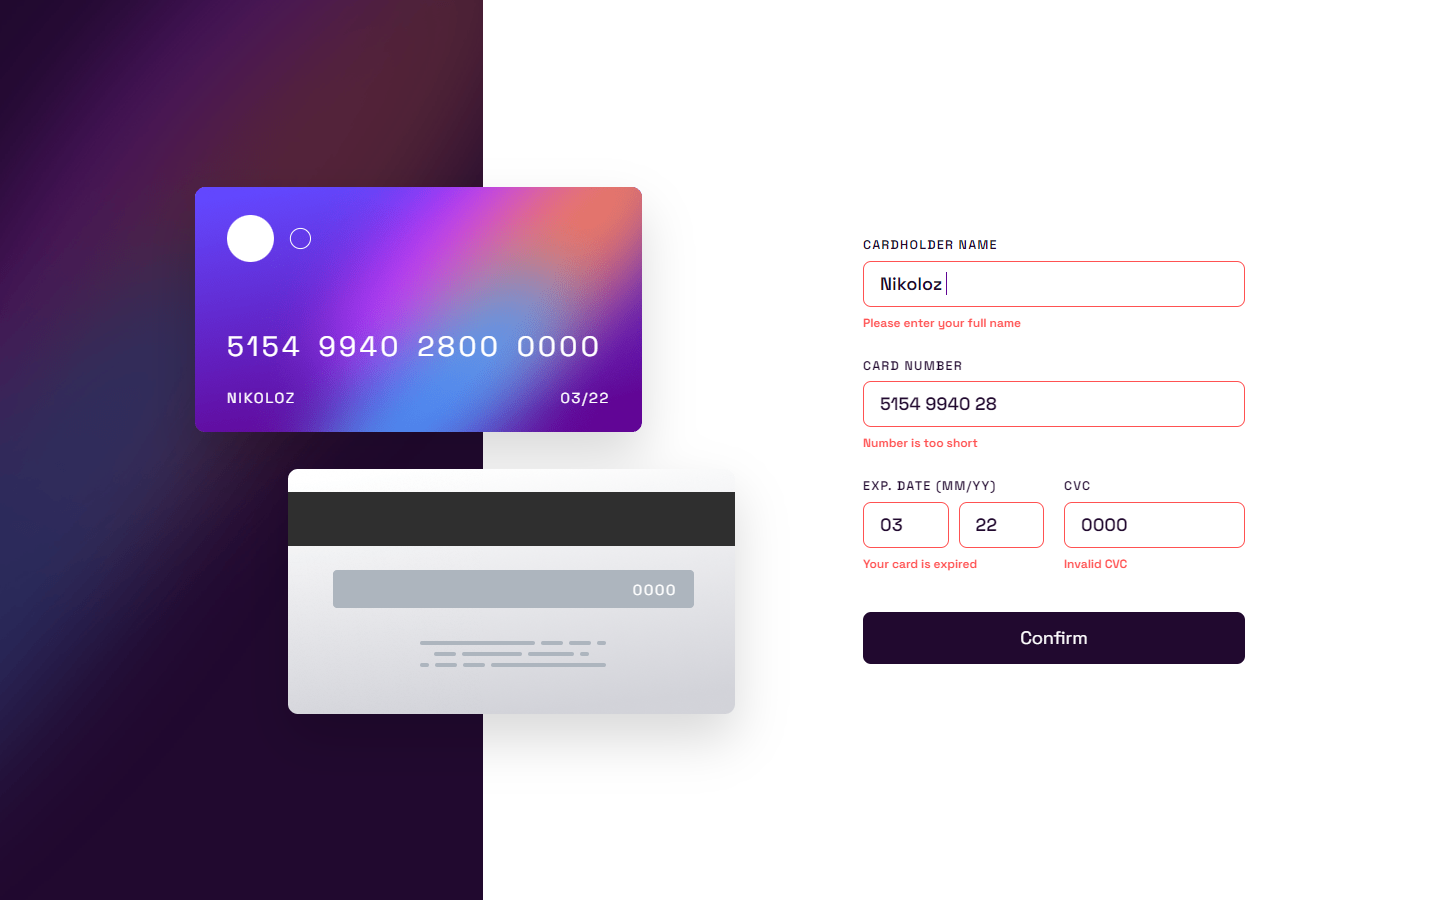 5154 9940 2800 0000
NIKOLOZ 03/22
0000
CARDHOLDER NAME
Nikoloz
Please enter your full name
CARD NUMBER
5154 9940 28
Number is too short
EXP. DATE (MM/YY) CVC
03 22 0000
Your card is expired Invalid CVC
Confirm